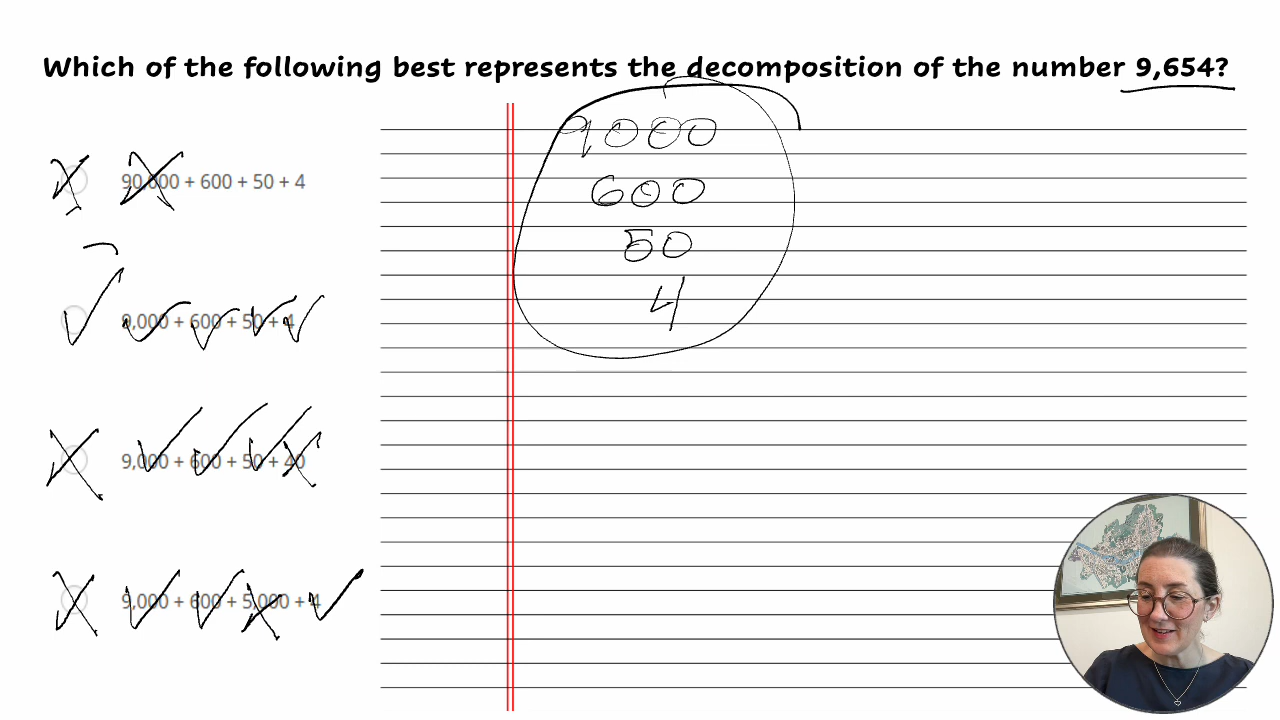 Which of the following best represents the decomposition of the number 9,654?
90,000 + 600 + 50 + 4
9,000 + 600 + 50 + 4
9,000 + 600 + 50 + 40
9,000 + 600 + 5,000 + 4
9000
600
50
4